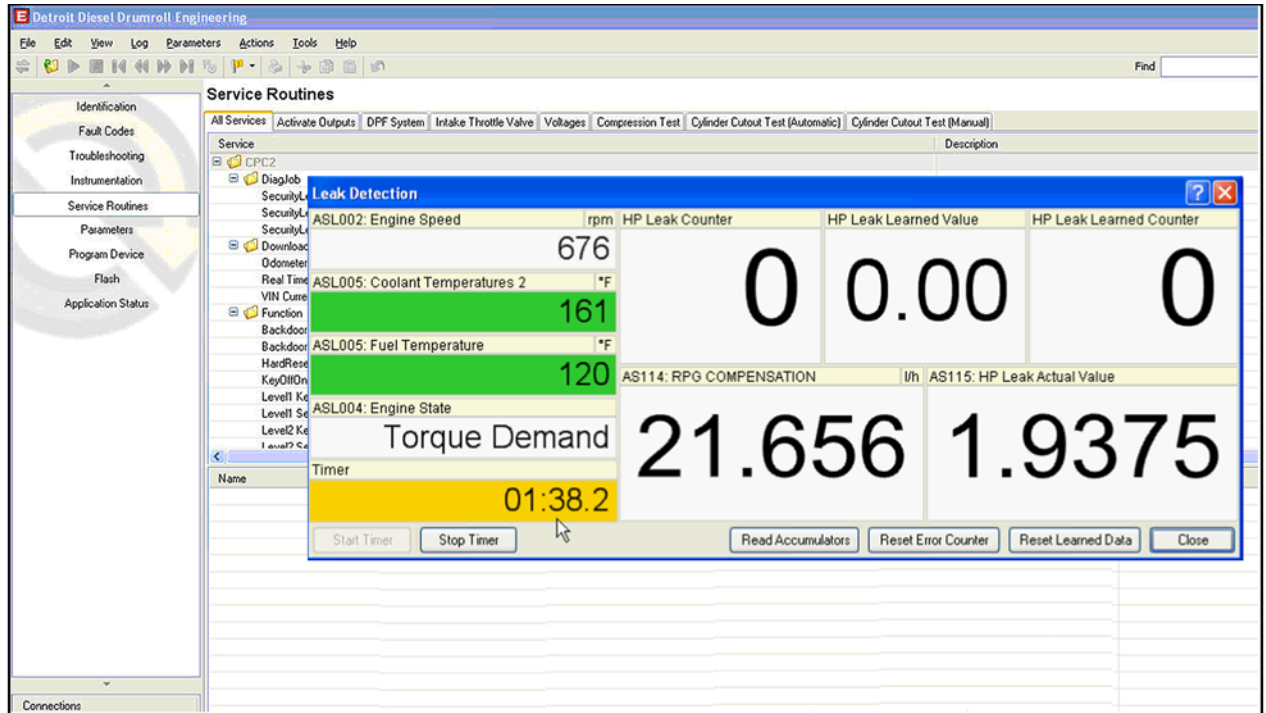 E Detroit Diesel Drumroll Engineering
File Edit View Log Parameters Actions Tools Help
Find
Identification
Fault Codes
Troubleshooting
Instrumentation
Service Routines
Parameters
Program Device
Flash
Application Status
Connections
Service Routines
All Services Activate Outputs DPF System Intake Throttle Valve Voltages Compression Test Cylinder Cutout Test (Automatic) Cylinder Cutout Test (Manual)
Service Description
CPC2
DiagJob
SecurityLe
SecurityLe
SecurityLe
Download
Odometer
Real Time
VIN Curre
Function
Backdoor
Backdoor
HardRese
KeyOffOn
Level1 Ke
Level1 Se
Level2 Ke
Level2 Se
Name
Leak Detection
ASL002: Engine Speed rpm
676
ASL005: Coolant Temperatures 2 °F
161
ASL005: Fuel Temperature °F
120
ASL004: Engine State
Torque Demand
Timer
01:38.2
HP Leak Counter
0
HP Leak Learned Value
0.00
HP Leak Learned Counter
0
AS114: RPG COMPENSATION l/h
21.656
AS115: HP Leak Actual Value
1.9375
Start Timer Stop Timer Read Accumulators Reset Error Counter Reset Learned Data Close